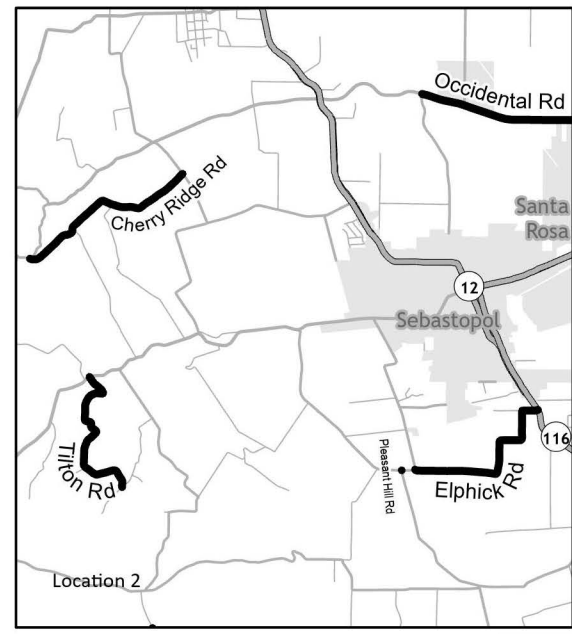 Occidental Rd
Cherry Ridge Rd
Santa
Rosa
12
Sebastopol
116
Tilton Rd
Pleasant Hill Rd
Elphick Rd
Location 2